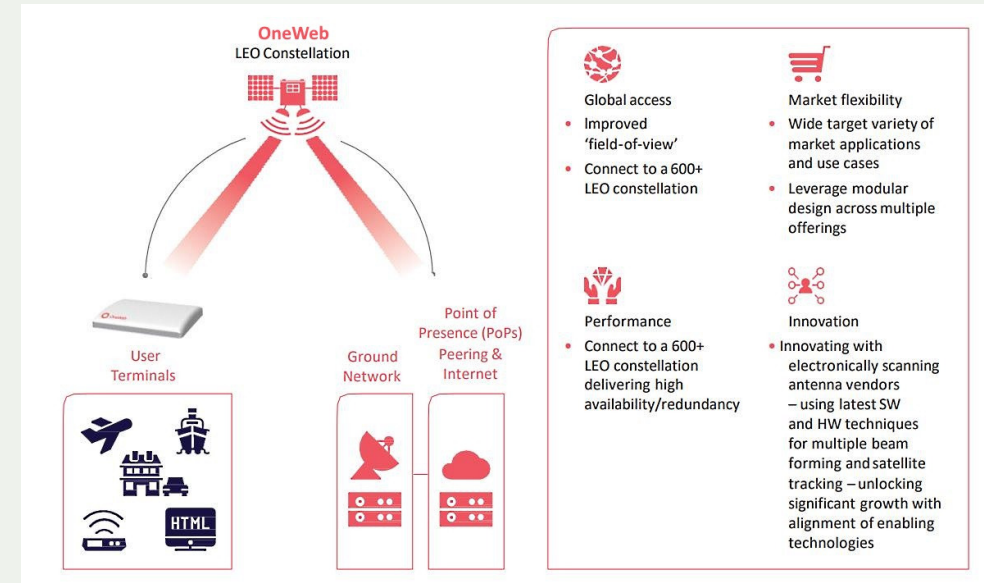 OneWeb
LEO Constellation
OneWeb
User
Terminals
HTML
Ground
Network
Point of
Presence (PoPs)
Peering &
Internet
Global access
• Improved
‘field-of-view’
• Connect to a 600+
LEO constellation
Market flexibility
• Wide target variety of
market applications
and use cases
• Leverage modular
design across multiple
offerings
Performance
• Connect to a 600+
LEO constellation
delivering high
availability/redundancy
Innovation
• Innovating with
electronically scanning
antenna vendors
– using latest SW
and HW techniques
for multiple beam
forming and satellite
tracking – unlocking
significant growth with
alignment of enabling
technologies